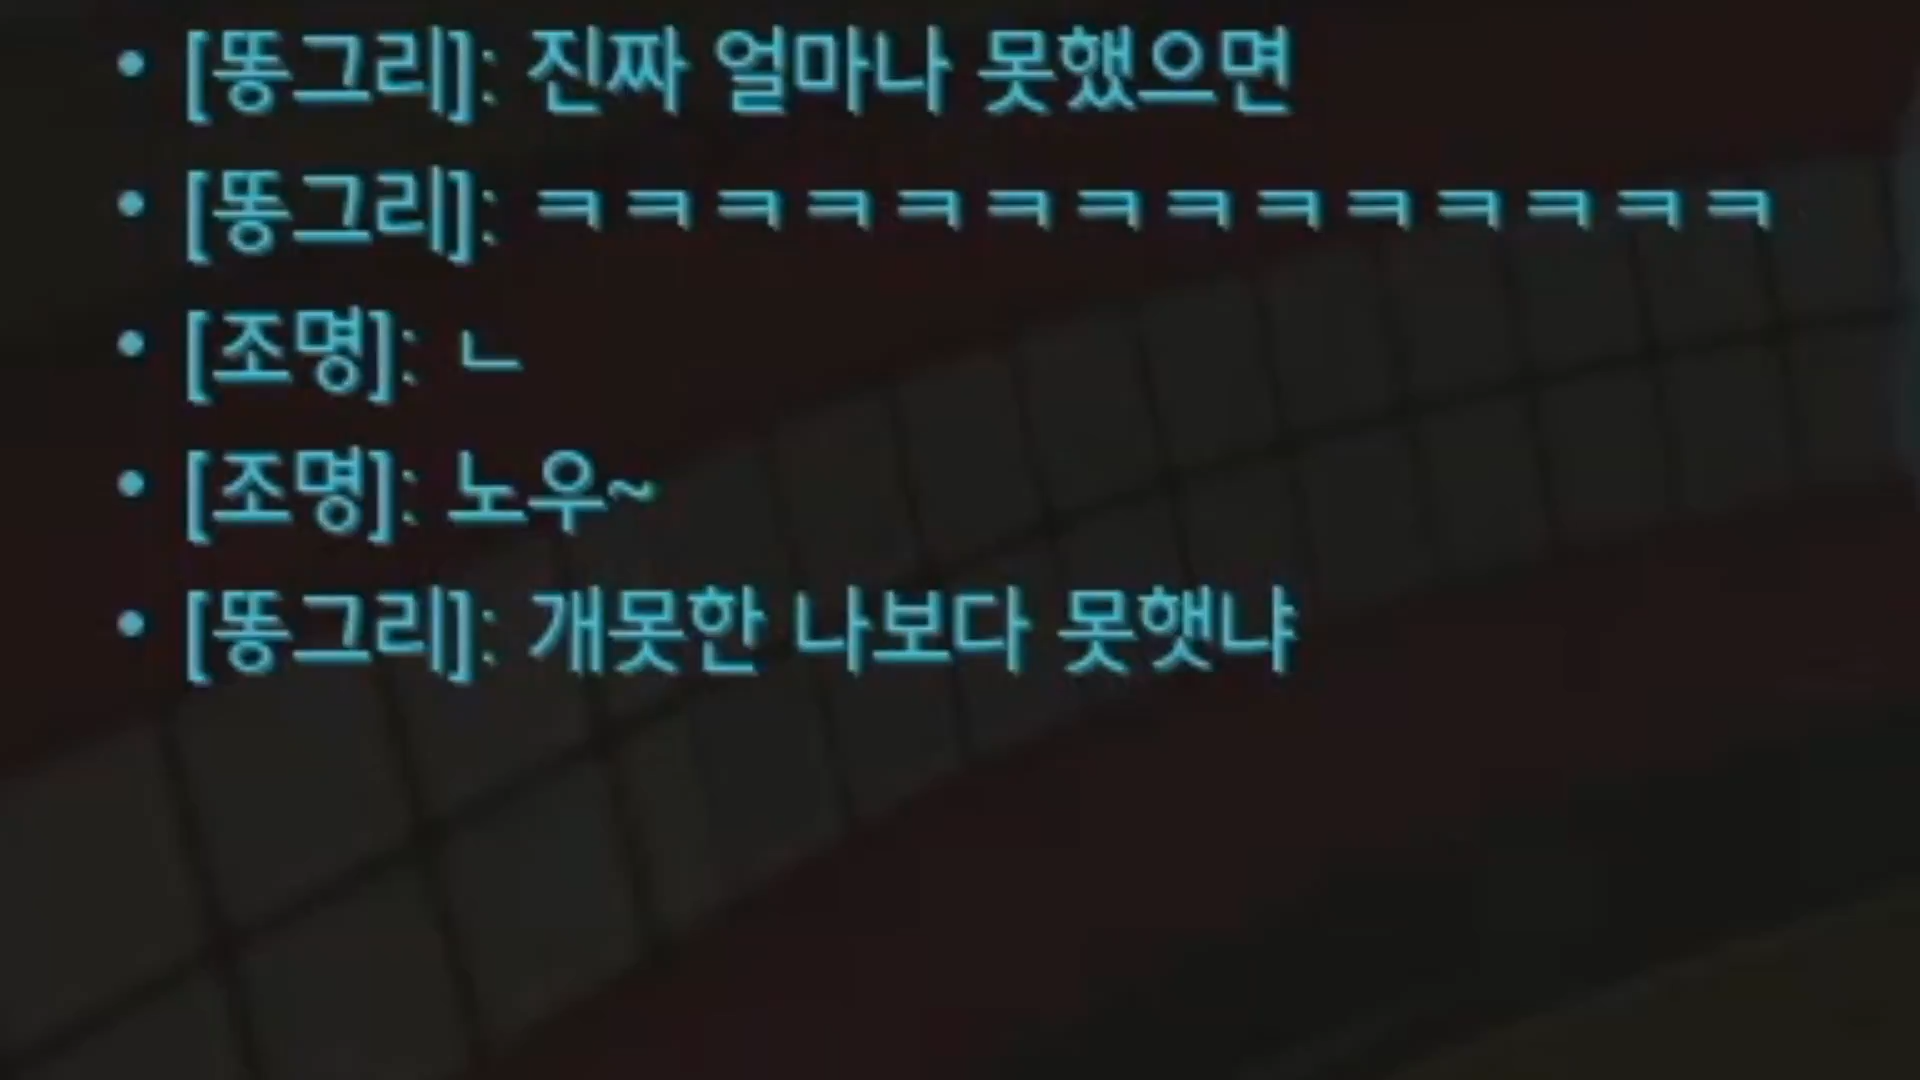 • [똥그리]: 진짜 얼마나 못했으면
• [똥그리]: ㅋㅋㅋㅋㅋㅋㅋㅋㅋㅋㅋㅋㅋㅋ
• [조명]: ㄴ
• [조명]: 노우~
• [똥그리]: 개못한 나보다 못햇냐